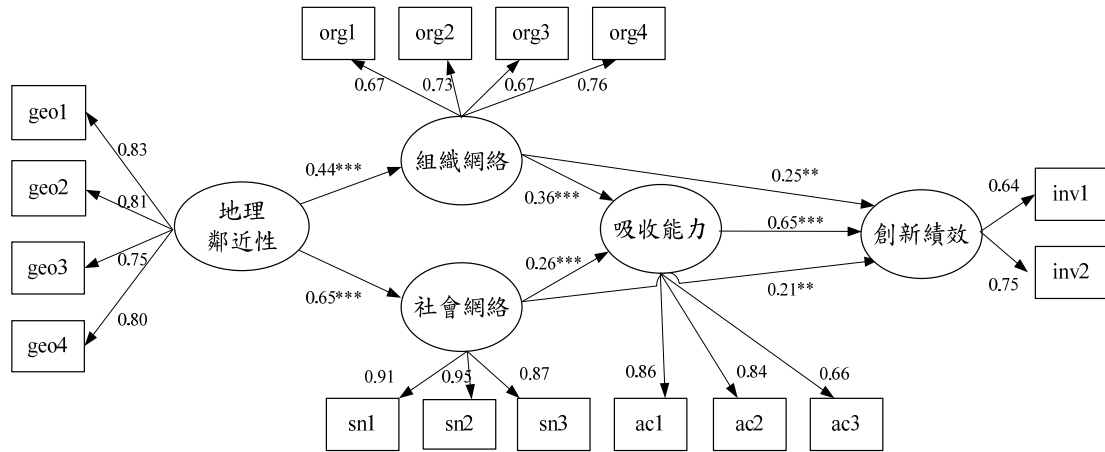 org1
org2
org3
org4
0.67
0.73
0.67
0.76
geo1
geo2
geo3
geo4
0.83
0.81
0.75
0.80
地理
鄰近性
0.44***
0.65***
組織網絡
社會網絡
0.36***
0.26***
吸收能力
0.25**
0.65***
0.21**
創新績效
0.64
0.75
inv1
inv2
0.91
0.95
0.87
sn1
sn2
sn3
0.86
0.84
0.66
ac1
ac2
ac3